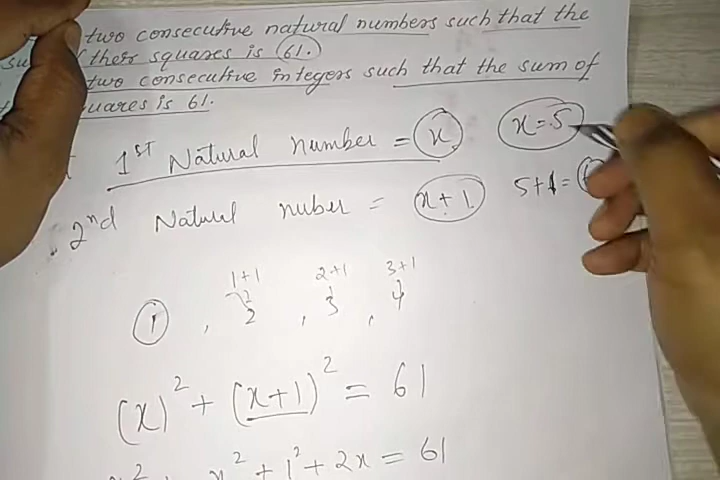 two consecutive natural numbers such that the
su their squares is 61.
two consecutive integers such that the sum of
uares is 61.
1st Natural number = x x = 5
2nd Natural nuber = x + 1. 5 + 1 =
1+1 2+1 3+1
1 , 2 , 3 , 4
(x)² + (x+1)² = 61
x² + 1² + 2x = 61